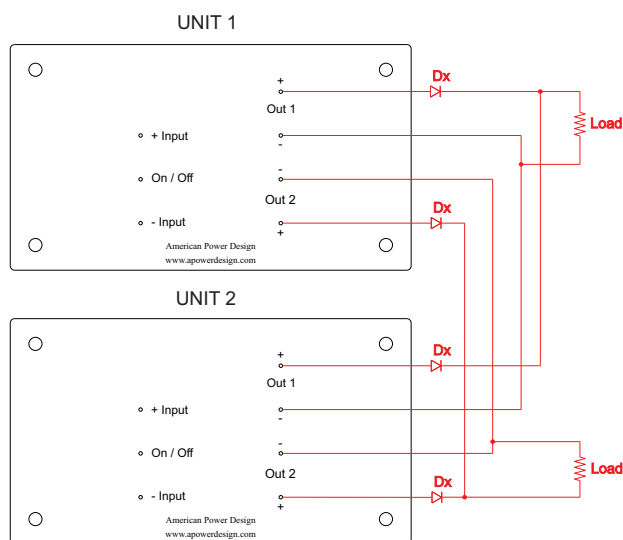 UNIT 1
+
Dx
Out 1
Load
+ Input
-
On / Off
-
Out 2
Dx
- Input
+
American Power Design
www.apowerdesign.com
UNIT 2
+
Dx
Out 1
+ Input
-
On / Off
-
Out 2
Load
Dx
- Input
+
American Power Design
www.apowerdesign.com